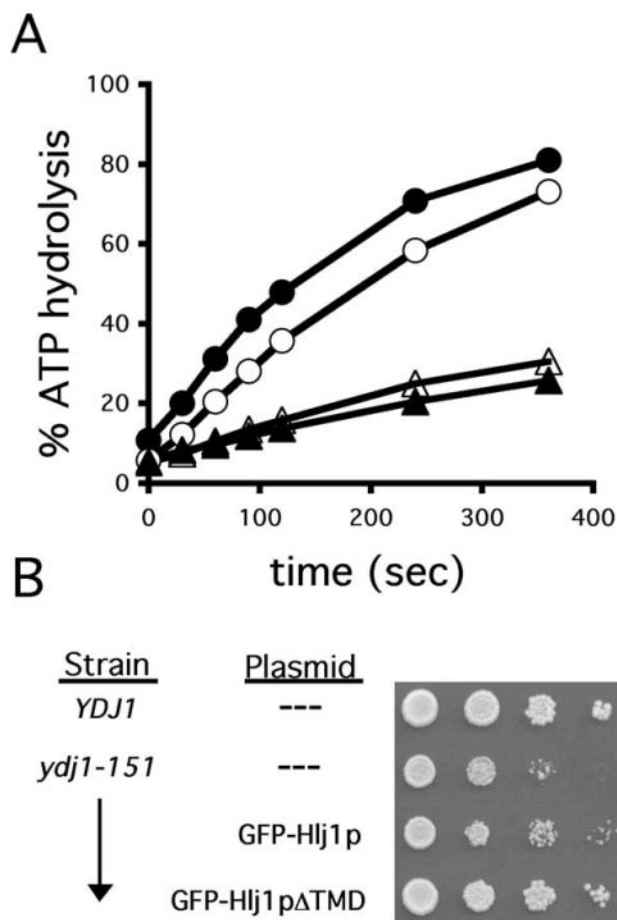 A
100
80
60
40
20
0
% ATP hydrolysis
0 100 200 300 400
time (sec)
B
Strain Plasmid
YDJ1 ---
ydj1-151 ---
GFP-Hlj1p
GFP-Hlj1pΔTMD